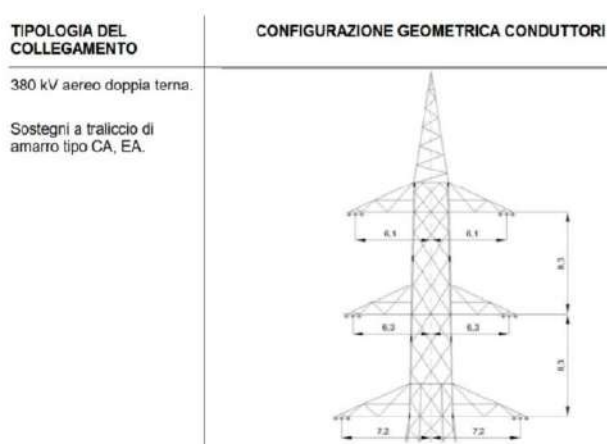 TIPOLOGIA DEL
COLLEGAMENTO
CONFIGURAZIONE GEOMETRICA CONDUTTORI
380 kV aereo doppia terna.
Sostegni a traliccio di
amarro tipo CA, EA.
6,1 6,1
8,3
6,3 6,3
8,3
7,2 7,2